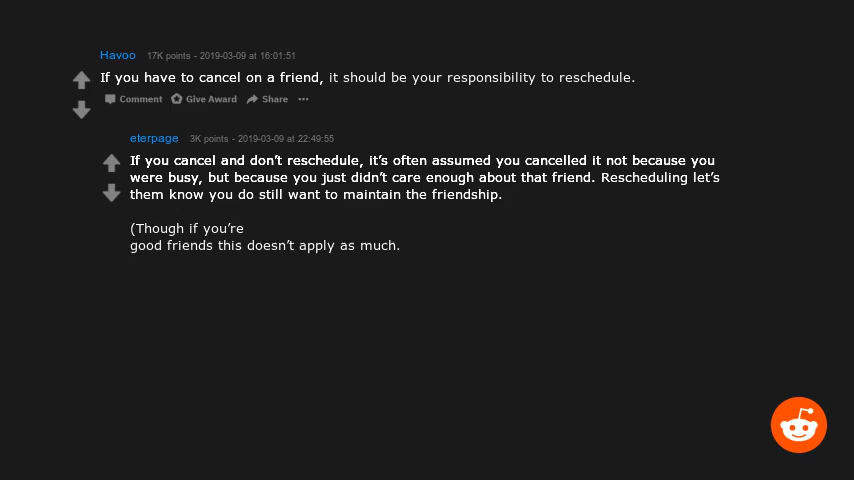 Havoo 17K points - 2019-03-09 at 16:01:51
If you have to cancel on a friend, it should be your responsibility to reschedule.
Comment Give Award Share ···
eterpage 3K points - 2019-03-09 at 22:49:55
If you cancel and don’t reschedule, it’s often assumed you cancelled it not because you
were busy, but because you just didn’t care enough about that friend. Rescheduling let’s
them know you do still want to maintain the friendship.
(Though if you’re
good friends this doesn’t apply as much.